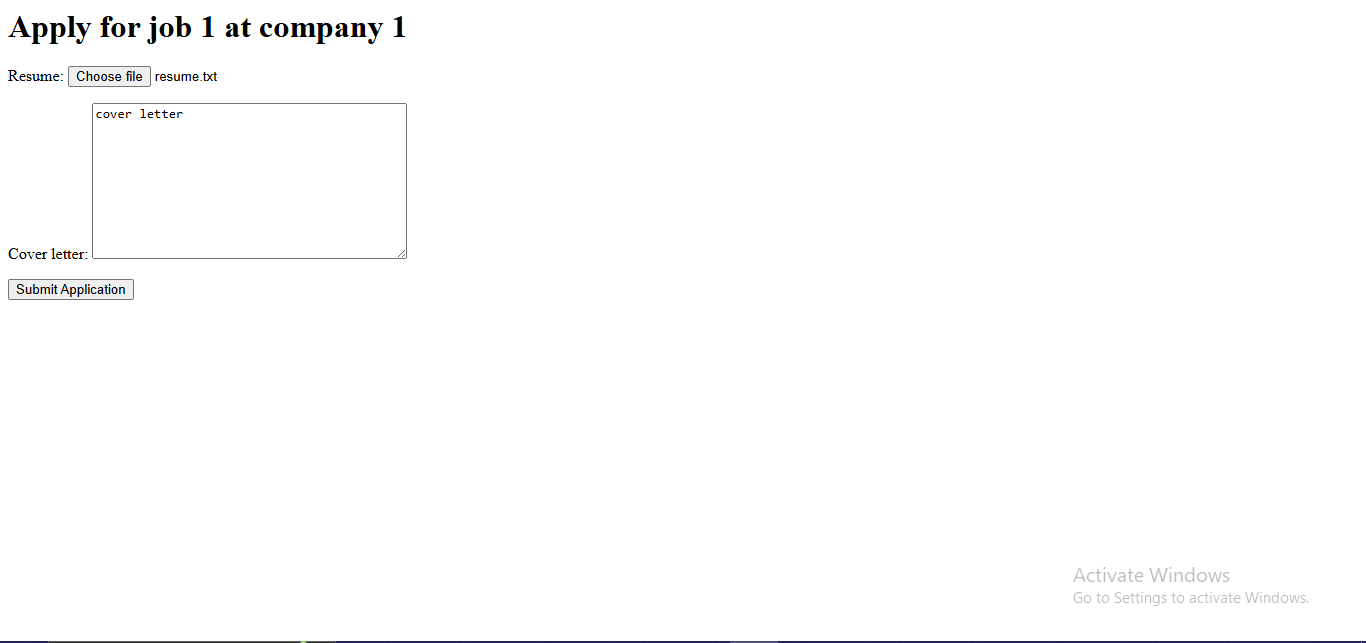 Apply for job 1 at company 1
Resume: Choose file resume.txt
cover letter
Cover letter:
Submit Application
Activate Windows
Go to Settings to activate Windows.